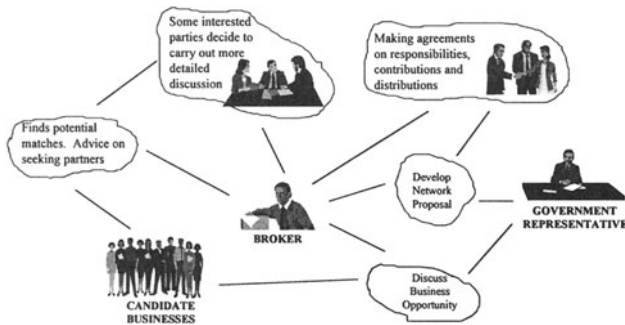 Some interested
parties decide to
carry out more
detailed
discussion
Making agreements
on responsibilities,
contributions and
distributions
Finds potential
matches. Advice on
seeking partners
Develop
Network
Proposal
GOVERNMENT
REPRESENTATIVE
BROKER
CANDIDATE
BUSINESSES
Discuss
Business
Opportunity